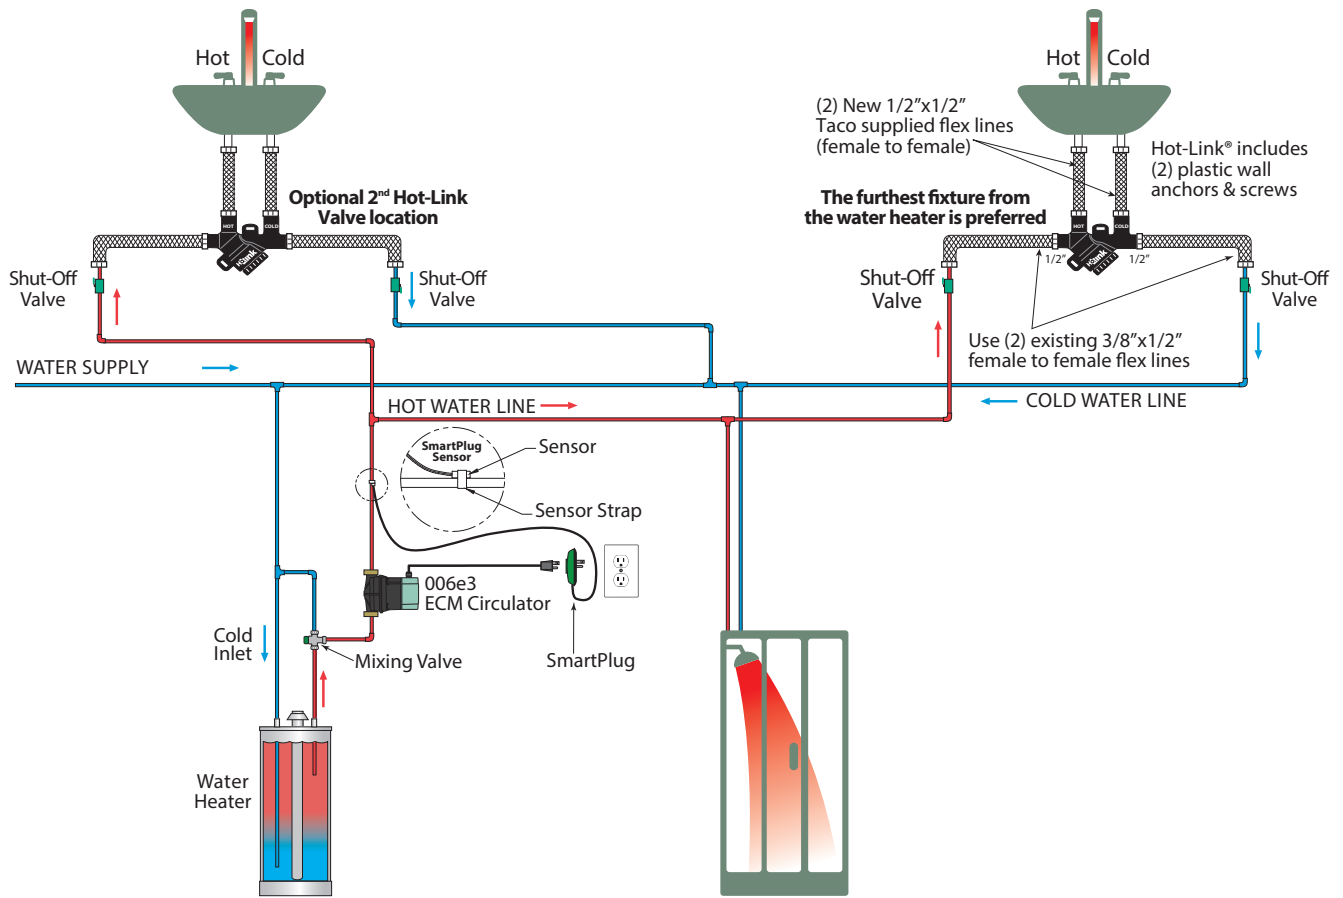 Hot Cold
Optional 2nd Hot-Link
Valve location
HOT
COLD
Shut-Off
Valve
Shut-Off
Valve
Hot Cold
(2) New 1/2”x1/2”
Taco supplied flex lines
(female to female)
Hot-Link® includes
(2) plastic wall
anchors & screws
The furthest fixture from
the water heater is preferred
HOT
COLD
1/2”
1/2”
Shut-Off
Valve
Shut-Off
Valve
Use (2) existing 3/8”x1/2”
female to female flex lines
WATER SUPPLY
HOT WATER LINE
COLD WATER LINE
SmartPlug
Sensor
Sensor
Sensor Strap
006e3
ECM Circulator
SmartPlug
Cold
Inlet
Mixing Valve
Water
Heater